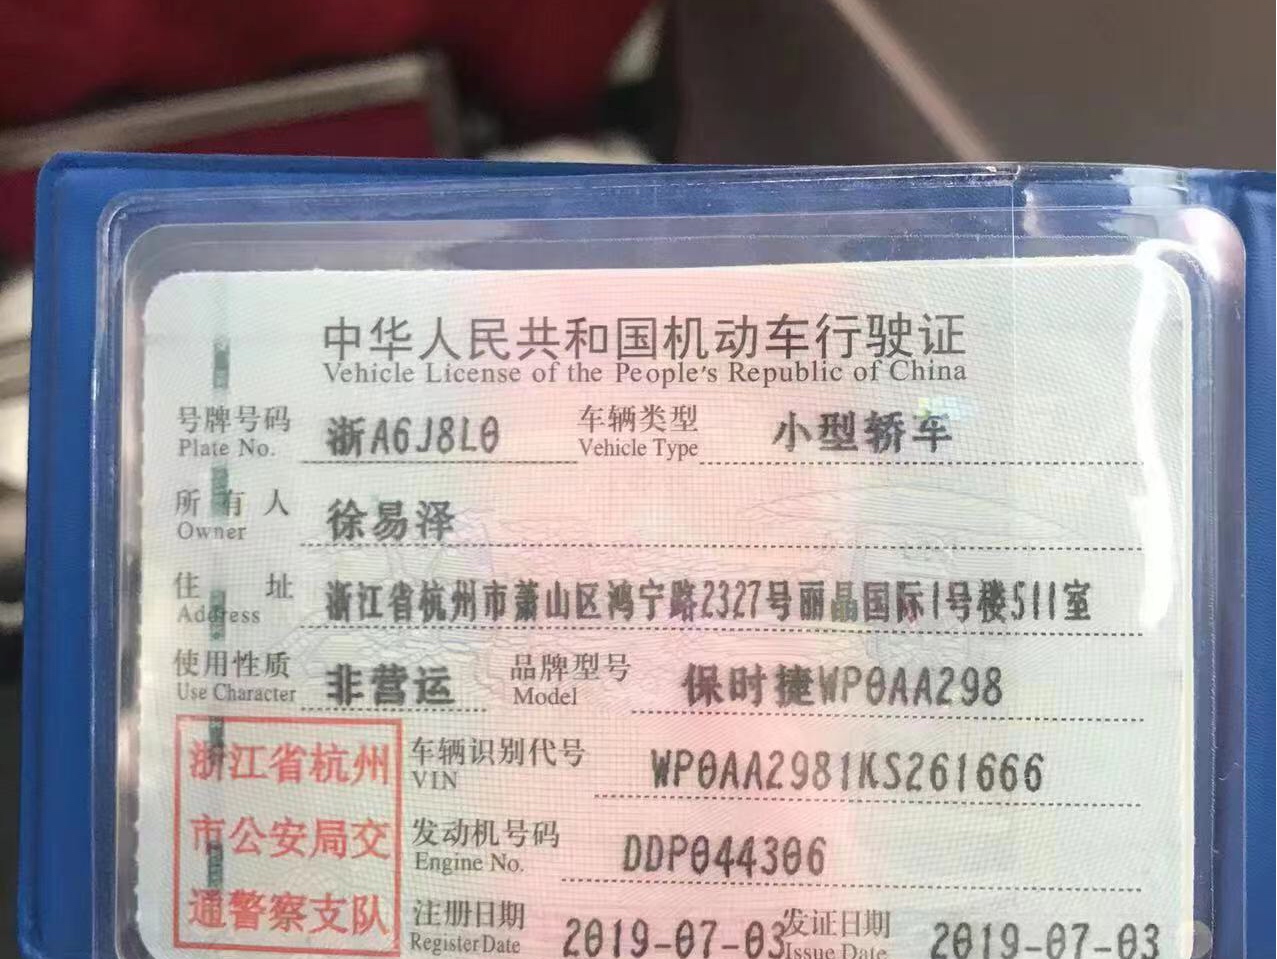 中华人民共和国机动车行驶证
Vehicle License of the People's Republic of China
号牌号码 浙A6J8L0 车辆类型 小型轿车
Plate No. Vehicle Type
所有人 徐易泽
Owner
住址 浙江省杭州市萧山区鸿宁路2327号丽晶国际1号楼511室
Address
使用性质 非营运 品牌型号 保时捷WP0AA298
Use Character Model
浙江省杭州 车辆识别代号 WP0AA2981KS261666
VIN
市公安局交 发动机号码 DDP044306
Engine No.
通警察支队 注册日期 2019-07-03 发证日期 2019-07-03
Register Date Issue Date